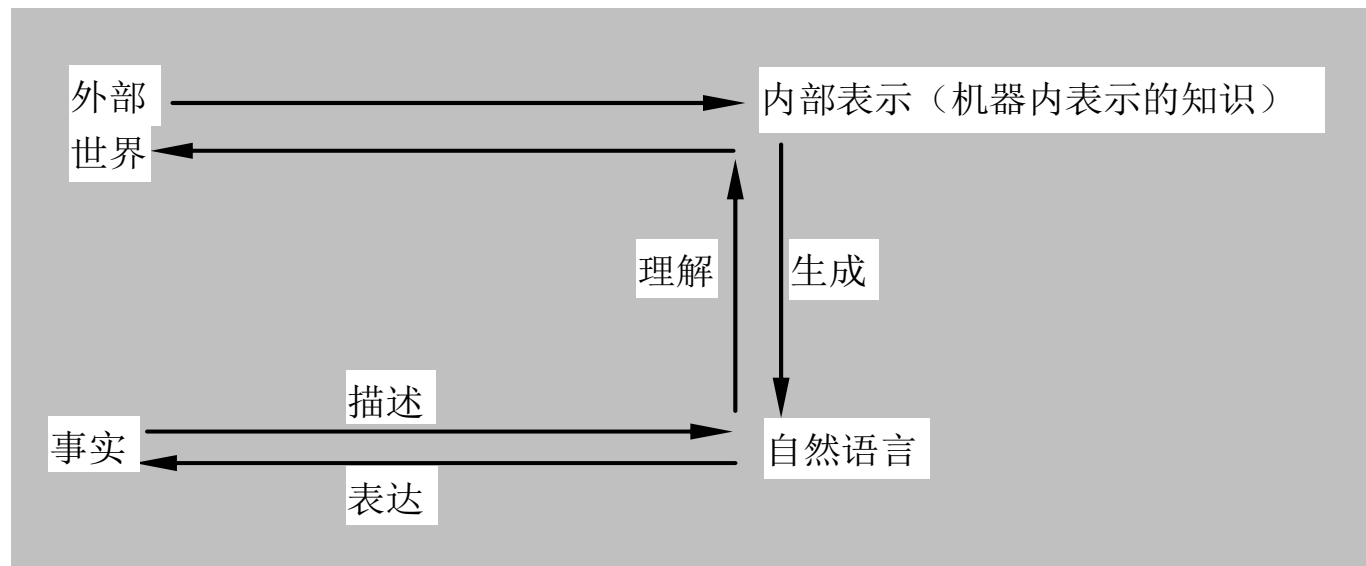 外部
世界
内部表示（机器内表示的知识）
理解
生成
描述
事实
自然语言
表达